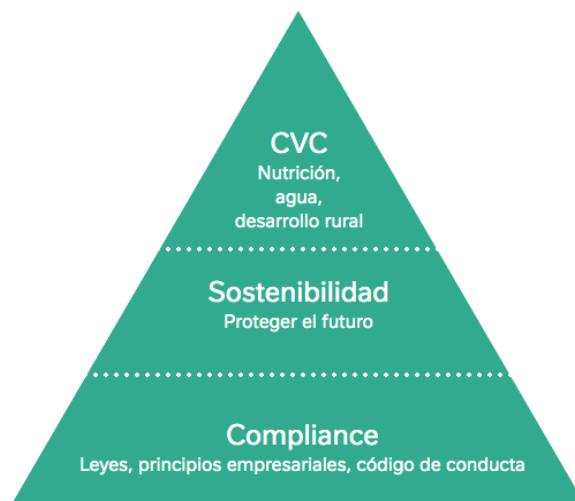 CVC
Nutrición,
agua,
desarrollo rural
Sostenibilidad
Proteger el futuro
Compliance
Leyes, principios empresariales, código de conducta